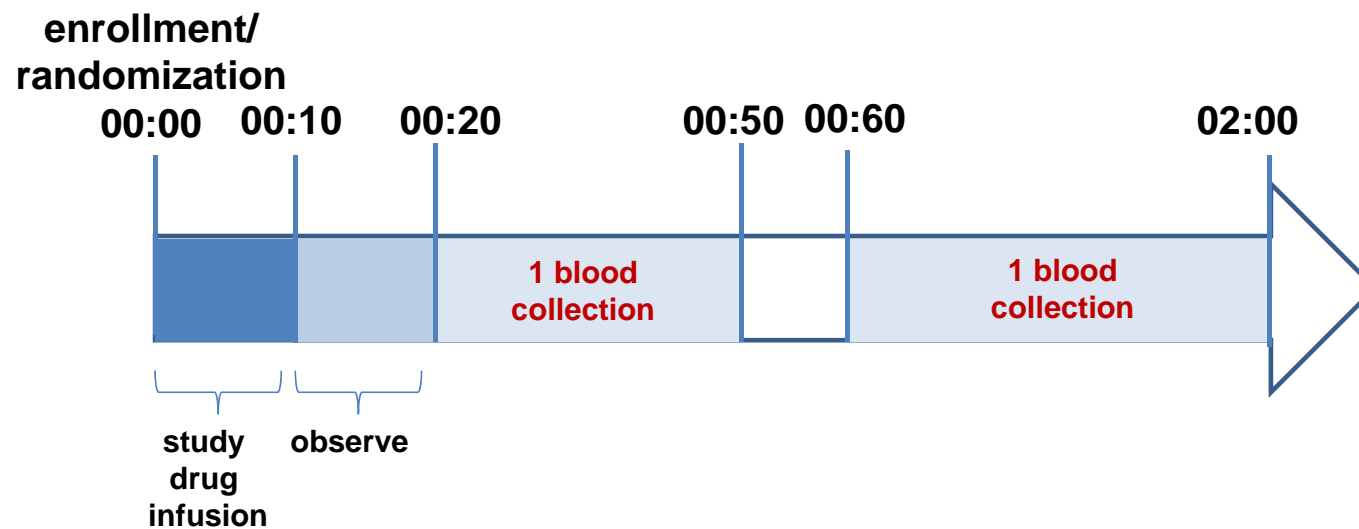 enrollment/
randomization
00:00 00:10 00:20 00:50 00:60 02:00
1 blood
collection
1 blood
collection
study
drug
infusion
observe